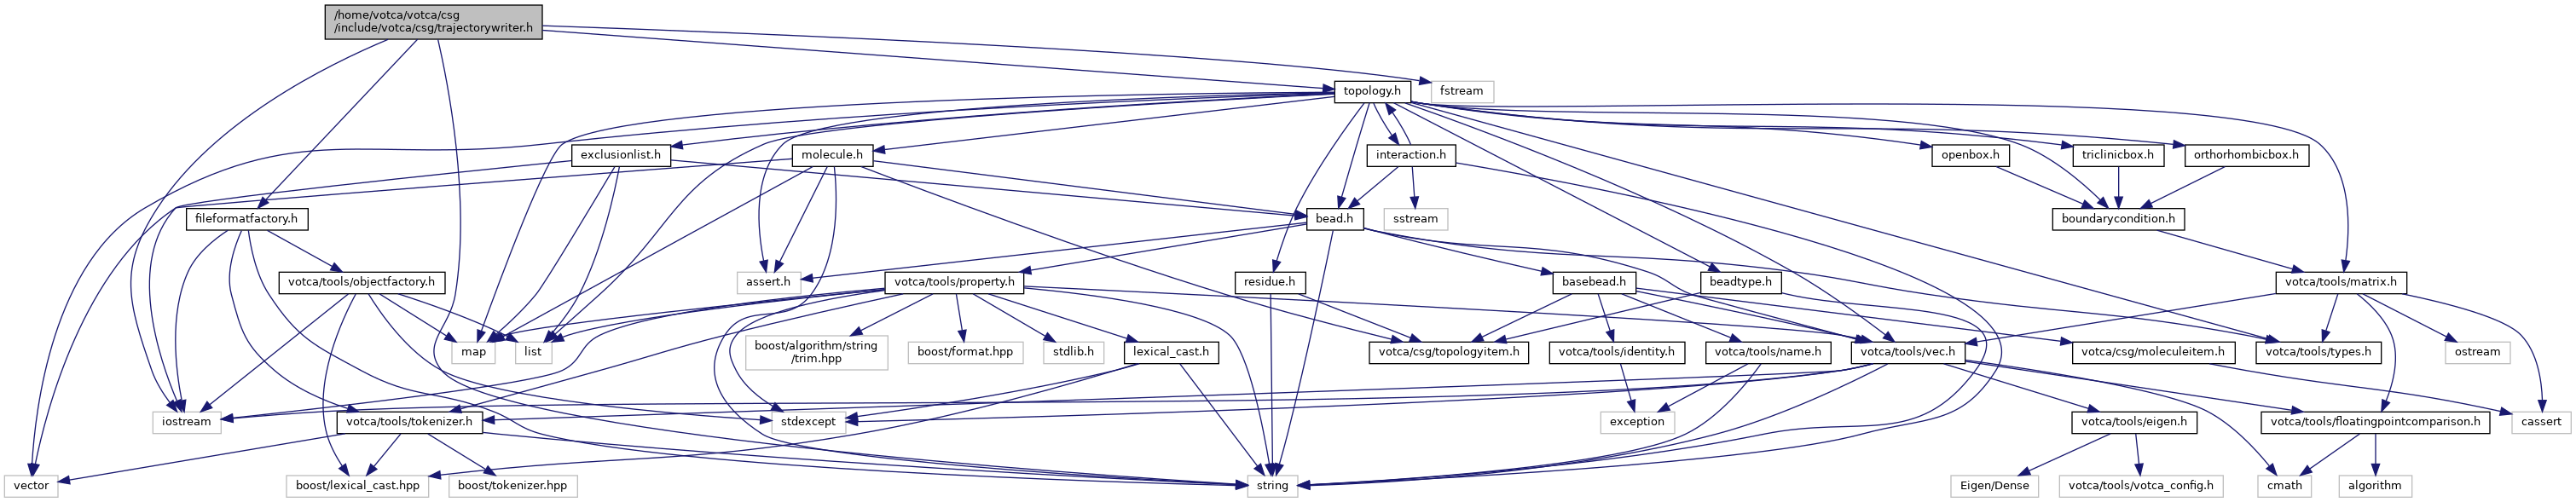 /home/votca/votca/csg
/include/votca/csg/trajectorywriter.h
topology.h
fstream
exclusionlist.h
molecule.h
interaction.h
openbox.h
triclinicbox.h
orthorhombicbox.h
fileformatfactory.h
bead.h
sstream
boundarycondition.h
votca/tools/objectfactory.h
assert.h
votca/tools/property.h
residue.h
basebead.h
beadtype.h
votca/tools/matrix.h
map
list
boost/algorithm/string
/trim.hpp
boost/format.hpp
stdlib.h
lexical_cast.h
votca/csg/topologyitem.h
votca/tools/identity.h
votca/tools/name.h
votca/tools/vec.h
votca/csg/moleculeitem.h
votca/tools/types.h
ostream
iostream
votca/tools/tokenizer.h
stdexcept
exception
votca/tools/eigen.h
votca/tools/floatingpointcomparison.h
cassert
vector
boost/lexical_cast.hpp
boost/tokenizer.hpp
string
Eigen/Dense
votca/tools/votca_config.h
cmath
algorithm